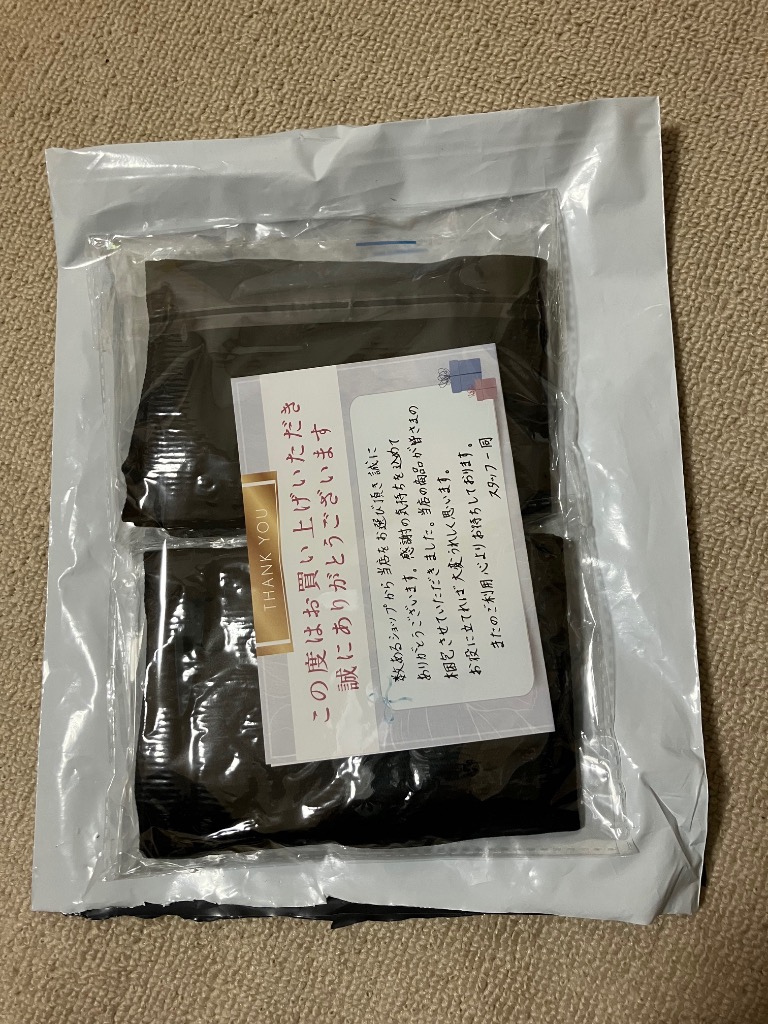 THANK YOU
この度はお買い上げいただき
誠にありがとうございます
数あるショップから当店をお選び頂き誠に
ありがとうございます。感謝の気持ちを込めて
梱包させていただきました。当店の商品が皆さまの
お役に立てれば大変うれしく思います。
またのご利用心よりお待ちしております。
スタッフ一同